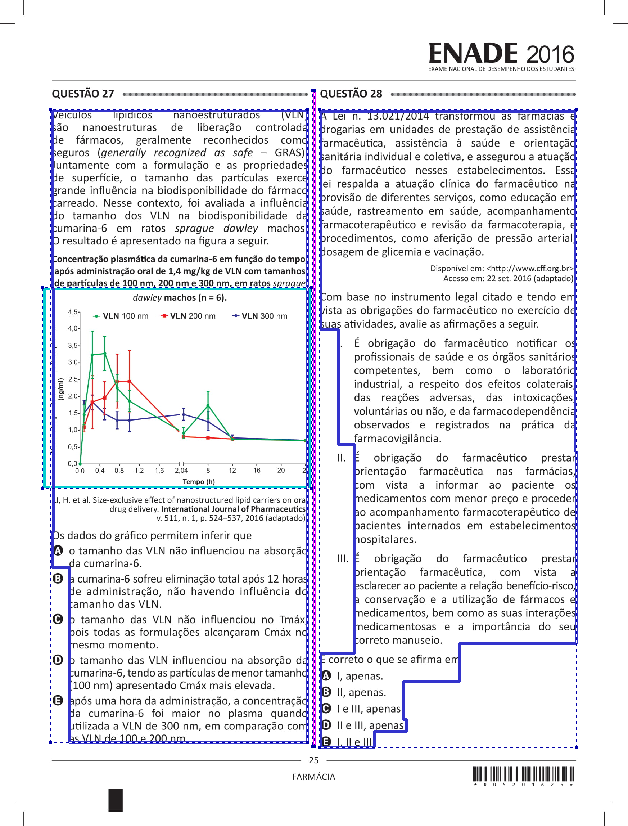 ENADE 2016
EXAME NACIONAL DE DESEMPENHO DOS ESTUDANTES
QUESTÃO 27
Veículos lipídicos nanoestruturados (VLN)
são nanoestruturas de liberação controlada
de fármacos, geralmente reconhecidos como
seguros (generally recognized as safe – GRAS).
Juntamente com a formulação e as propriedades
de superfície, o tamanho das partículas exerce
grande influência na biodisponibilidade do fármaco
carreado. Nesse contexto, foi avaliada a influência
do tamanho dos VLN na biodisponibilidade da
cumarina-6 em ratos sprague dawley machos.
O resultado é apresentado na figura a seguir.
Concentração plasmática da cumarina-6 em função do tempo
após administração oral de 1,4 mg/kg de VLN com tamanhos
de partículas de 100 nm, 200 nm e 300 nm, em ratos sprague
dawley machos (n = 6).
VLN 100 nm VLN 200 nm VLN 300 nm
4,5
4,0
3,5
3,0
2,5
2,0
1,5
1,0
0,5
0,0
(ng/ml)
0,0 0,4 0,8 1,2 1,6 2,0/4 8 12 16 20 2
Tempo (h)
LI, H. et al. Size-exclusive effect of nanostructured lipid carriers on oral
drug delivery. International Journal of Pharmaceutics
v. 511, n. 1, p. 524–537, 2016 (adaptado).
Os dados do gráfico permitem inferir que
A o tamanho das VLN não influenciou na absorção
da cumarina-6.
B a cumarina-6 sofreu eliminação total após 12 horas
de administração, não havendo influência do
tamanho das VLN.
C o tamanho das VLN não influenciou no Tmáx,
pois todas as formulações alcançaram Cmáx no
mesmo momento.
D o tamanho das VLN influenciou na absorção da
cumarina-6, tendo as partículas de menor tamanho
(100 nm) apresentado Cmáx mais elevada.
E após uma hora da administração, a concentração
da cumarina-6 foi maior no plasma quando
utilizada a VLN de 300 nm, em comparação com
as VLN de 100 e 200 nm.
QUESTÃO 28
A Lei n. 13.021/2014 transformou as farmácias e
drogarias em unidades de prestação de assistência
farmacêutica, assistência à saúde e orientação
sanitária individual e coletiva, e assegurou a atuação
do farmacêutico nesses estabelecimentos. Essa
lei respalda a atuação clínica do farmacêutico na
provisão de diferentes serviços, como educação em
saúde, rastreamento em saúde, acompanhamento
farmacoterapêutico e revisão da farmacoterapia, e
procedimentos, como aferição de pressão arterial,
dosagem de glicemia e vacinação.
Disponível em: <http://www.cff.org.br>.
Acesso em: 22 set. 2016 (adaptado).
Com base no instrumento legal citado e tendo em
vista as obrigações do farmacêutico no exercício de
suas atividades, avalie as afirmações a seguir.
I. É obrigação do farmacêutico notificar os
profissionais de saúde e os órgãos sanitários
competentes, bem como o laboratório
industrial, a respeito dos efeitos colaterais,
das reações adversas, das intoxicações,
voluntárias ou não, e da farmacodependência
observados e registrados na prática da
farmacovigilância.
II. É obrigação do farmacêutico prestar
orientação farmacêutica nas farmácias,
com vista a informar ao paciente os
medicamentos com menor preço e proceder
ao acompanhamento farmacoterapêutico de
pacientes internados em estabelecimentos
hospitalares.
III. É obrigação do farmacêutico prestar
orientação farmacêutica, com vista a
esclarecer ao paciente a relação benefício-risco,
a conservação e a utilização de fármacos e
medicamentos, bem como as suas interações
medicamentosas e a importância do seu
correto manuseio.
É correto o que se afirma em
A I, apenas.
B II, apenas.
C I e III, apenas.
D II e III, apenas.
E I, II e III.
25
FARMÁCIA